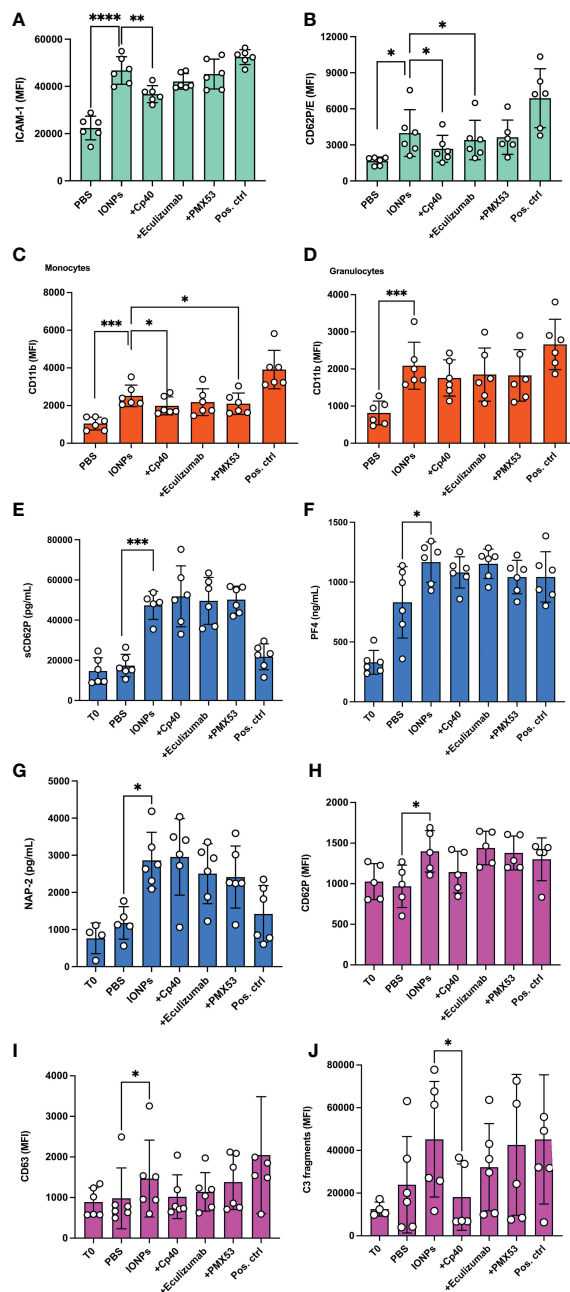 A
B
**** **
* * *
60000
40000
20000
0
ICAM-1
(MFI)
PBS
IONPs
+Cp40
+Eculizumab
+PMX53
Pos. ctrl
12000
9000
6000
3000
0
CD62P/E
(MFI)
PBS
IONPs
+Cp40
+Eculizumab
+PMX53
Pos. ctrl
C
Monocytes
D
Granulocytes
*** * *
***
8000
6000
4000
2000
0
CD11b (MFI)
PBS
IONPs
+Cp40
+Eculizumab
+PMX53
Pos. ctrl
4000
3000
2000
1000
0
CD11b (MFI)
PBS
IONPs
+Cp40
+Eculizumab
+PMX53
Pos. ctrl
E
F
***
*
80000
60000
40000
20000
0
sCD62P
(pg/mL)
T0
PBS
IONPs
+Cp40
+Eculizumab
+PMX53
Pos. ctrl
1500
1000
500
0
PF4 (ng/mL)
T0
PBS
IONPs
+Cp40
+Eculizumab
+PMX53
Pos. ctrl
G
H
*
*
5000
4000
3000
2000
1000
0
NAP-2
(pg/mL)
T0
PBS
IONPs
+Cp40
+Eculizumab
+PMX53
Pos. ctrl
2000
1500
1000
500
0
CD62P
(MFI)
T0
PBS
IONPs
+Cp40
+Eculizumab
+PMX53
Pos. ctrl
I
J
*
*
4000
3000
2000
1000
0
CD63 (MFI)
T0
PBS
IONPs
+Cp40
+Eculizumab
+PMX53
Pos. ctrl
80000
60000
40000
20000
0
C3 fragments
(MFI)
T0
PBS
IONPs
+Cp40
+Eculizumab
+PMX53
Pos. ctrl